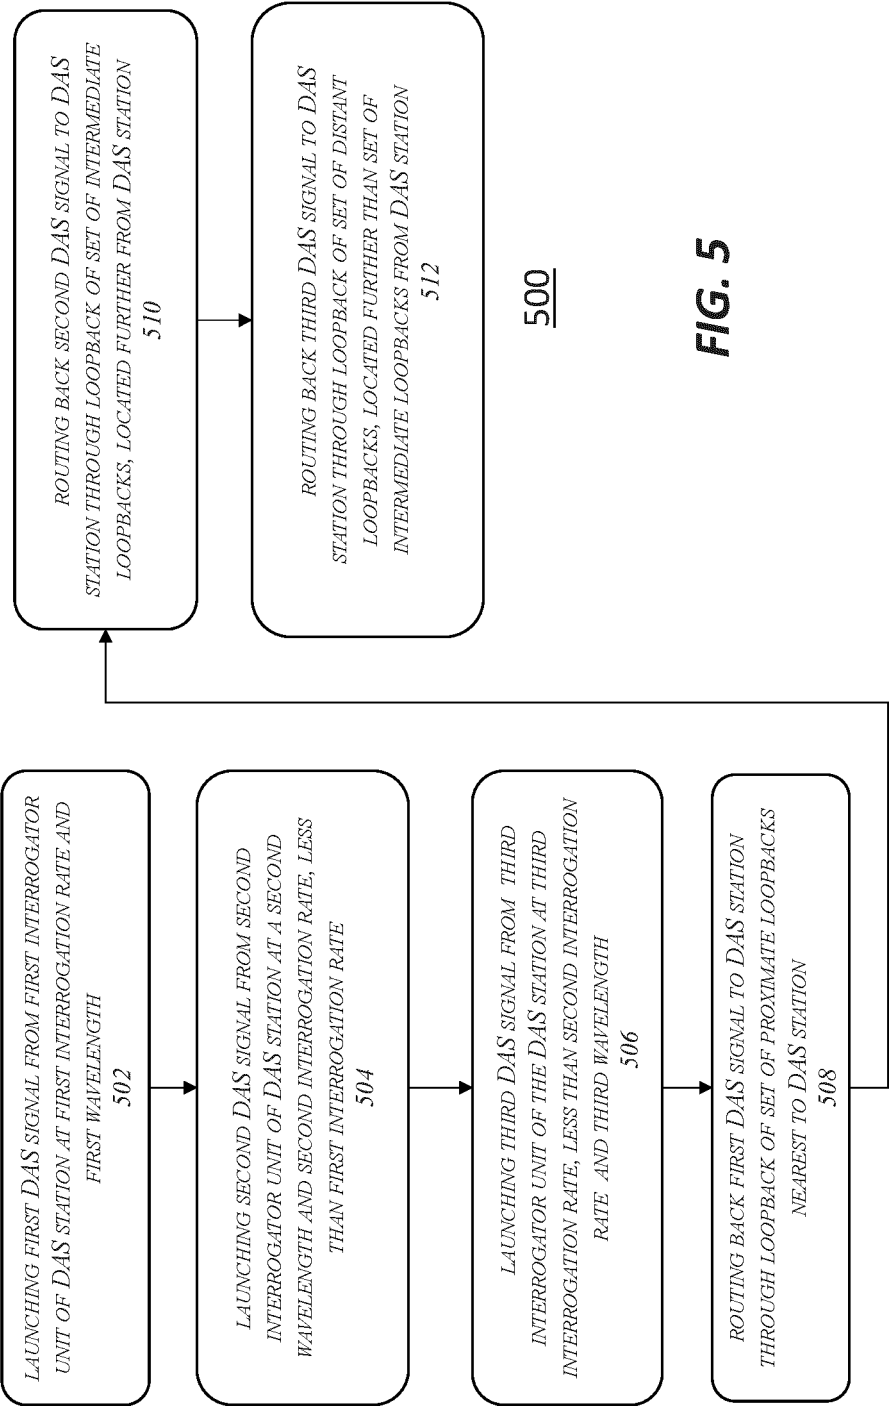 LAUNCHING FIRST DAS SIGNAL FROM FIRST INTERROGATOR
UNIT OF DAS STATION AT FIRST INTERROGATION RATE AND
FIRST WAVELENGTH
502
LAUNCHING SECOND DAS SIGNAL FROM SECOND
INTERROGATOR UNIT OF DAS STATION AT A SECOND
WAVELENGTH AND SECOND INTERROGATION RATE, LESS
THAN FIRST INTERROGATION RATE
504
LAUNCHING THIRD DAS SIGNAL FROM THIRD
INTERROGATOR UNIT OF THE DAS STATION AT THIRD
INTERROGATION RATE, LESS THAN SECOND INTERROGATION
RATE AND THIRD WAVELENGTH
506
ROUTING BACK FIRST DAS SIGNAL TO DAS STATION
THROUGH LOOPBACK OF SET OF PROXIMATE LOOPBACKS
NEAREST TO DAS STATION
508
ROUTING BACK SECOND DAS SIGNAL TO DAS
STATION THROUGH LOOPBACK OF SET OF INTERMEDIATE
LOOPBACKS, LOCATED FURTHER FROM DAS STATION
510
ROUTING BACK THIRD DAS SIGNAL TO DAS
STATION THROUGH LOOPBACK OF SET OF DISTANT
LOOPBACKS, LOCATED FURTHER THAN SET OF
INTERMEDIATE LOOPBACKS FROM DAS STATION
512
500
FIG. 5